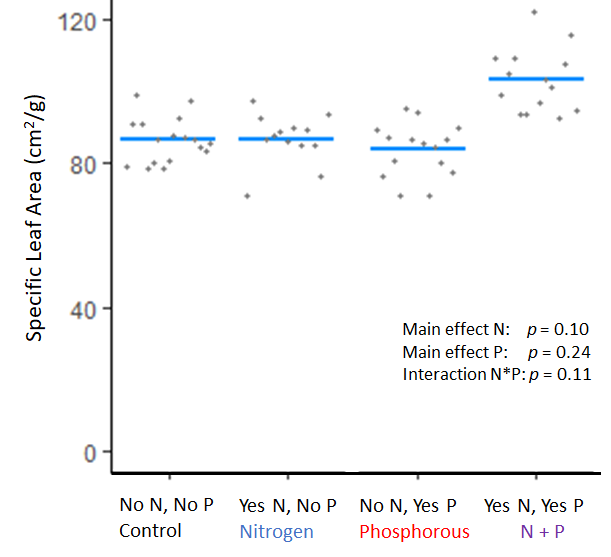 120
80
40
0
Specific Leaf Area (cm²/g)
Main effect N: p = 0.10
Main effect P: p = 0.24
Interaction N*P: p = 0.11
No N, No P
Control
Yes N, No P
Nitrogen
No N, Yes P
Phosphorous
Yes N, Yes P
N + P